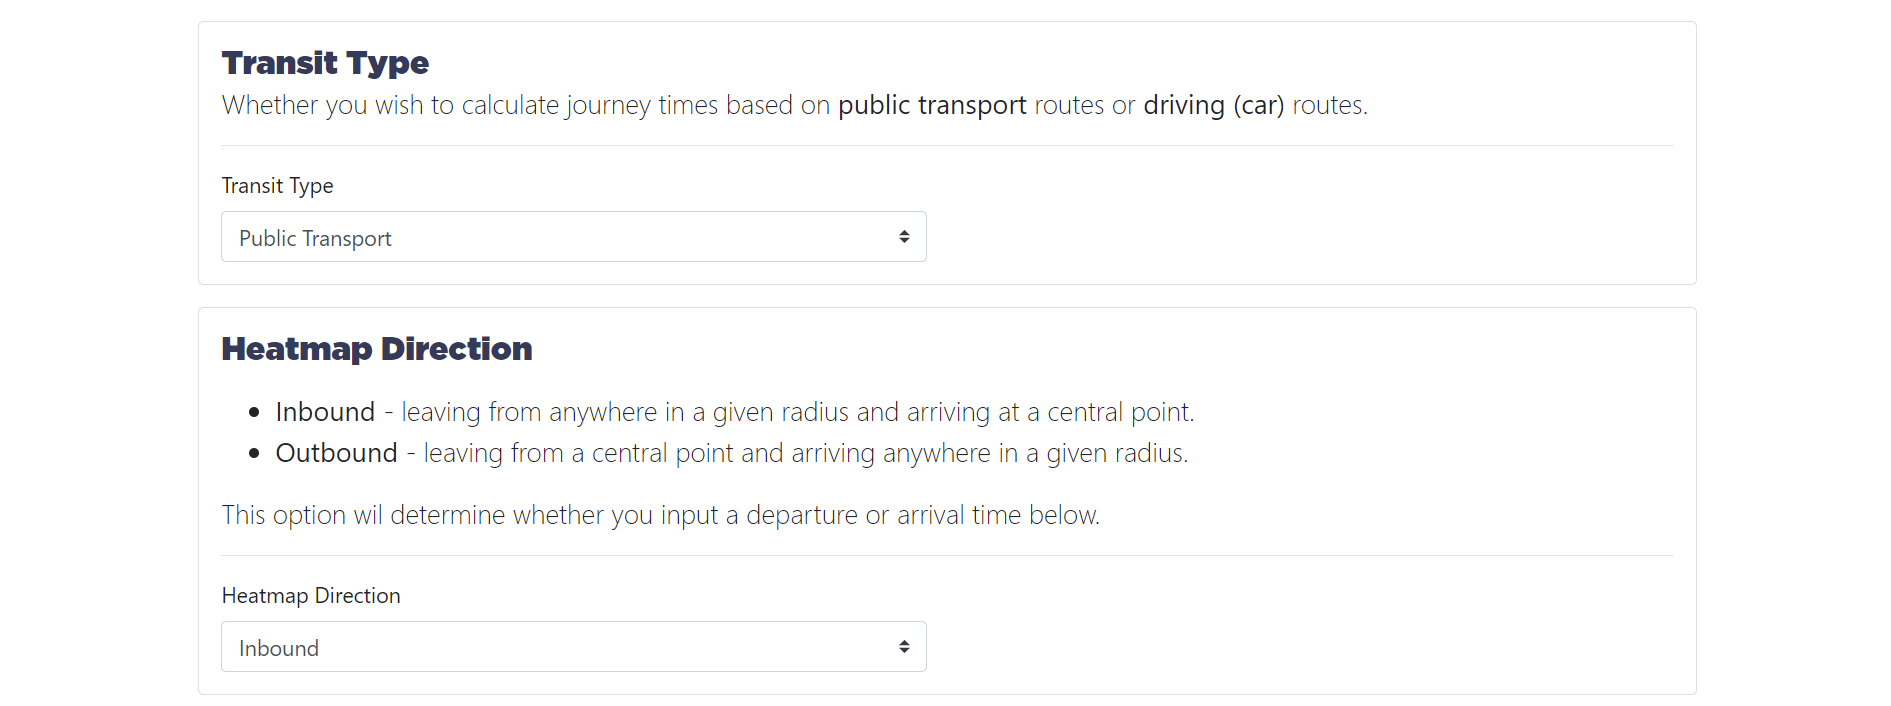 Transit Type
Whether you wish to calculate journey times based on public transport routes or driving (car) routes.
Transit Type
Public Transport
Heatmap Direction
Inbound - leaving from anywhere in a given radius and arriving at a central point.
Outbound - leaving from a central point and arriving anywhere in a given radius.
This option wil determine whether you input a departure or arrival time below.
Heatmap Direction
Inbound